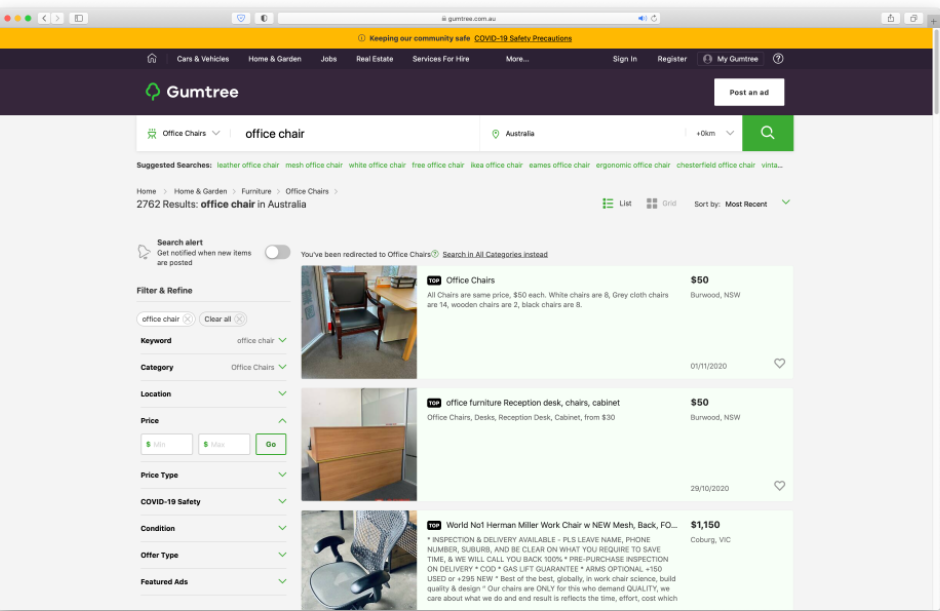 gumtree.com.au
Keeping our community safe COVID-19 Safety Precautions
Cars & Vehicles Home & Garden Jobs Real Estate Services For Hire More... Sign In Register My Gumtree
Gumtree
Post an ad
Office Chairs office chair Australia +0km
Suggested Searches: leather office chair mesh office chair white office chair free office chair ikea office chair eames office chair ergonomic office chair chesterfield office chair vinta...
Home > Home & Garden > Furniture > Office Chairs >
2762 Results: office chair in Australia
List Grid Sort by: Most Recent
Search alert
Get notified when new items
are posted
You've been redirected to Office Chairs Search in All Categories instead
Filter & Refine
office chair Clear all
Keyword office chair
Category Office Chairs
Location
Price
$ Min $ Max Go
Price Type
COVID-19 Safety
Condition
Offer Type
Featured Ads
TOP Office Chairs $50
All Chairs are same price, $50 each. White chairs are 8, Grey cloth chairs
are 14, wooden chairs are 2, black chairs are 8.
Burwood, NSW
01/11/2020
TOP office furniture Reception desk, chairs, cabinet $50
Office Chairs, Desks, Reception Desk, Cabinet, from $30
Burwood, NSW
29/10/2020
TOP World No1 Herman Miller Work Chair w NEW Mesh, Back, FO... $1,150
Coburg, VIC
* INSPECTION & DELIVERY AVAILABLE - PLS LEAVE NAME, PHONE
NUMBER, SUBURB, AND BE CLEAR ON WHAT YOU REQUIRE TO SAVE
TIME, & WE WILL CALL YOU BACK 100% * PRE-PURCHASE INSPECTION
ON DELIVERY * COD * GAS LIFT GUARANTEE * ARMS OPTIONAL +150
USED or +295 NEW * Best of the best, globally, in work chair science, build
quality & design " Our chairs are ONLY for this who demand QUALITY, we
care about what we do and end result is reflects the time, effort, cost which